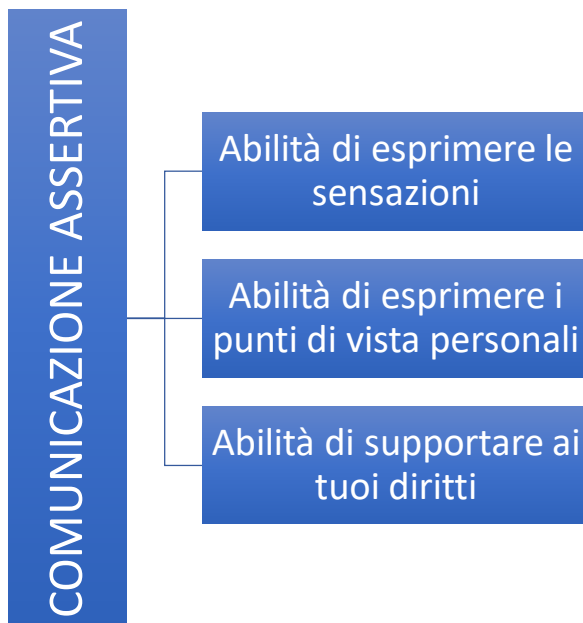 COMUNICAZIONE ASSERTIVA
Abilità di esprimere le
sensazioni
Abilità di esprimere i
punti di vista personali
Abilità di supportare ai
tuoi diritti